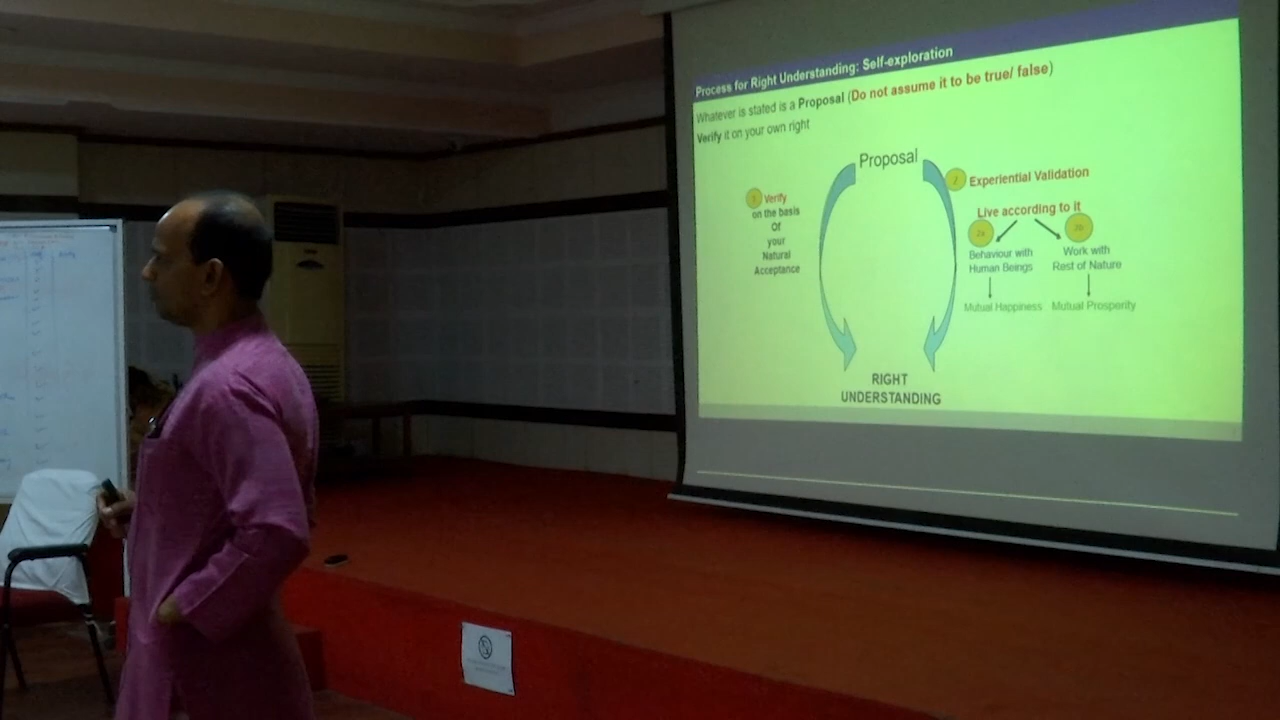 Process for Right Understanding: Self-exploration
Whatever is stated is a Proposal (Do not assume it to be true/ false)
Verify it on your own right
Proposal
1
Verify
on the basis
Of
your
Natural
Acceptance
2
Experiential Validation
Live according to it
2a
2b
Behaviour with
Human Beings
Work with
Rest of Nature
Mutual Happiness
Mutual Prosperity
RIGHT
UNDERSTANDING